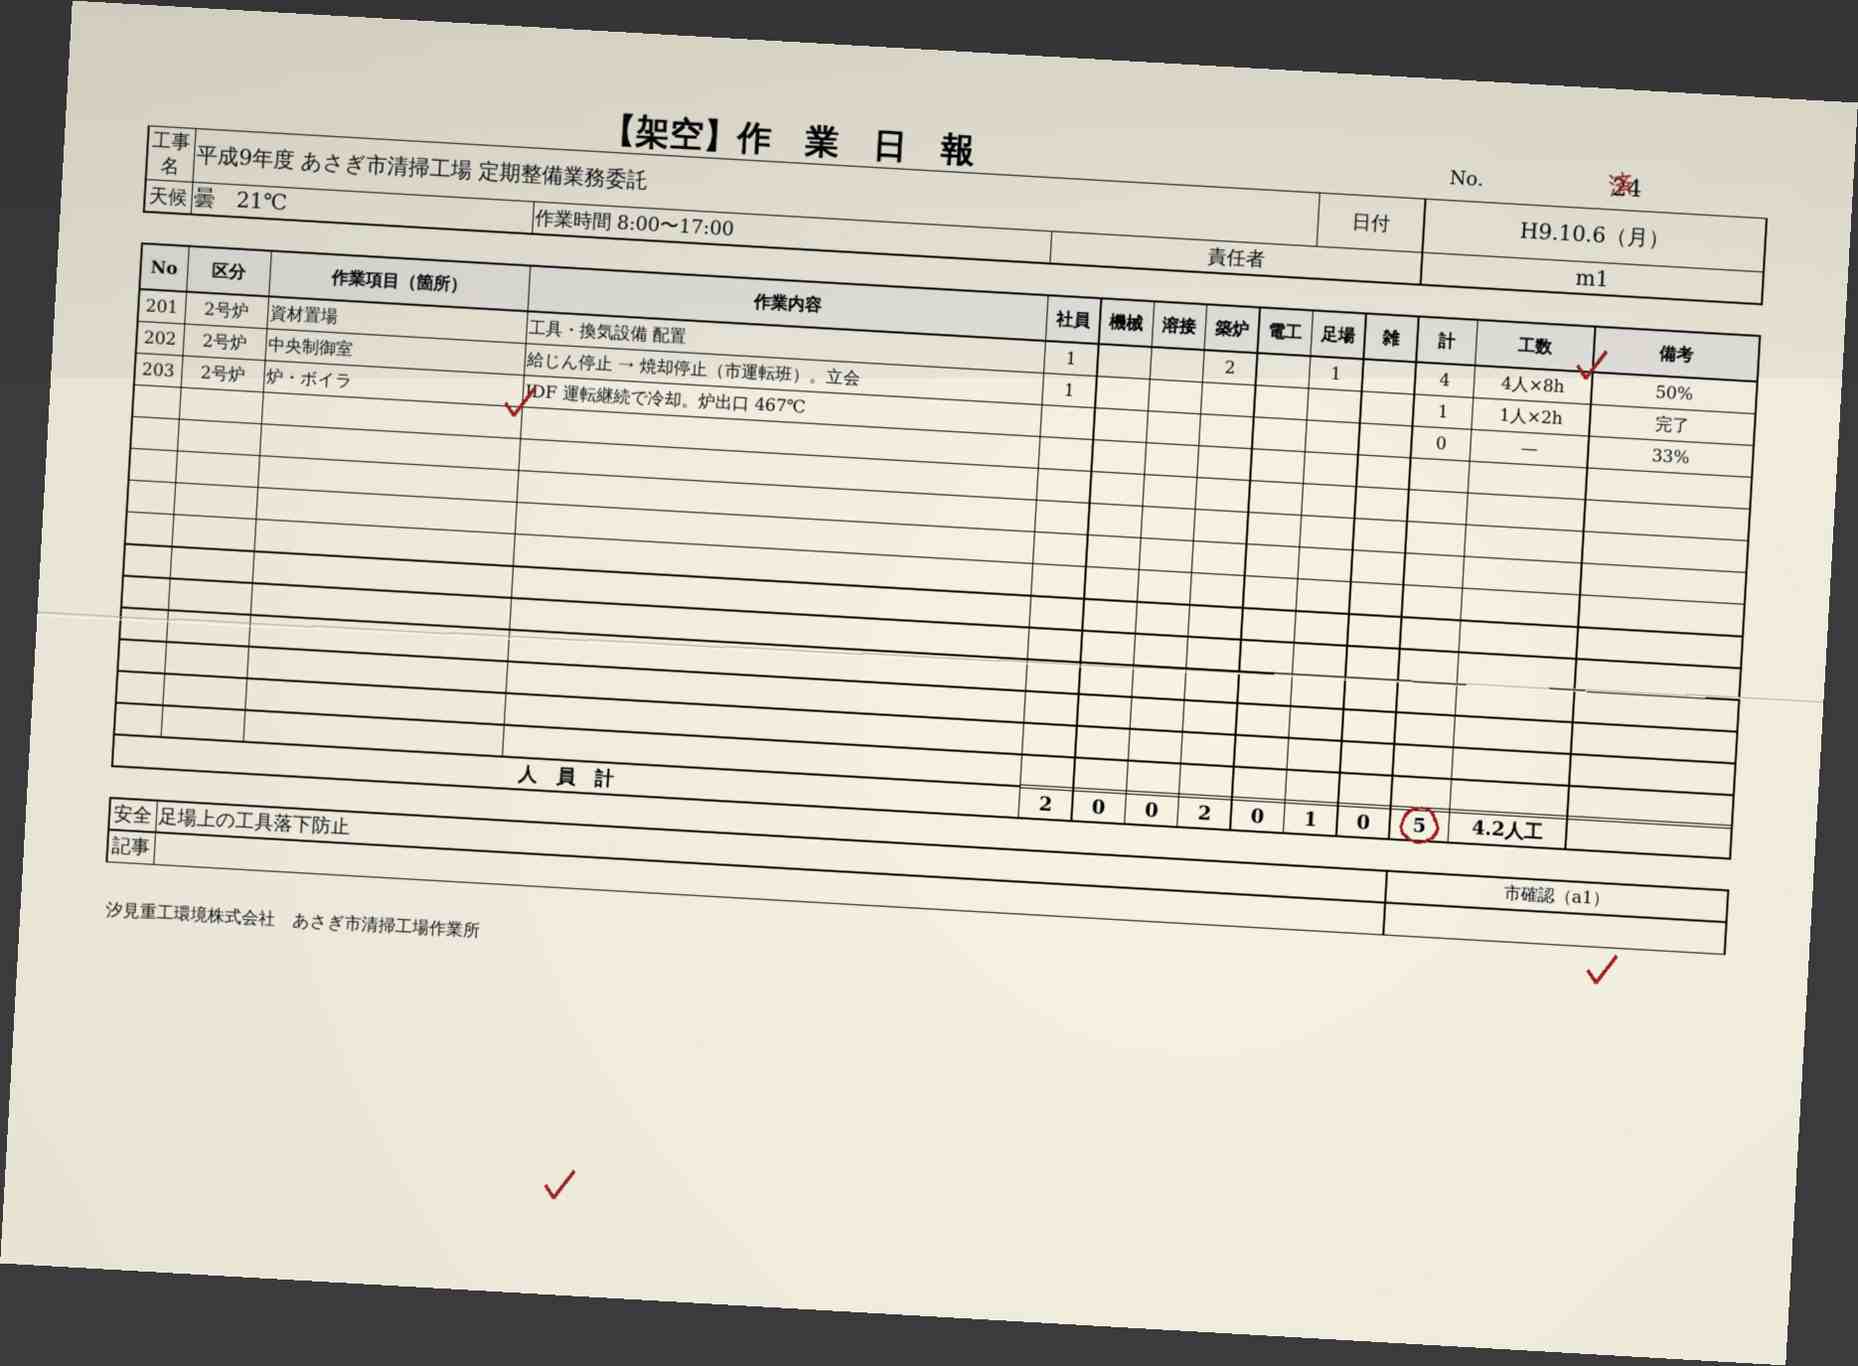 【架空】作 業 日 報
No. 24
済
工事名 平成9年度 あさぎ市清掃工場 定期整備業務委託 日付 H9.10.6（月）
天候 曇 21℃ 作業時間 8:00〜17:00 責任者 m1
No 区分 作業項目（箇所） 作業内容 社員 機械 溶接 築炉 電工 足場 雑 計 工数 備考
201 2号炉 資材置場 工具・換気設備 配置 1 2 1 4 4人×8h 50%
202 2号炉 中央制御室 給じん停止 → 焼却停止（市運転班）。立会 1 1 1人×2h 完了
203 2号炉 炉・ボイラ IDF 運転継続で冷却。炉出口 467℃ 0 — 33%
人 員 計 2 0 0 2 0 1 0 5 4.2人工
安全 足場上の工具落下防止 市確認（a1）
記事
汐見重工環境株式会社 あさぎ市清掃工場作業所